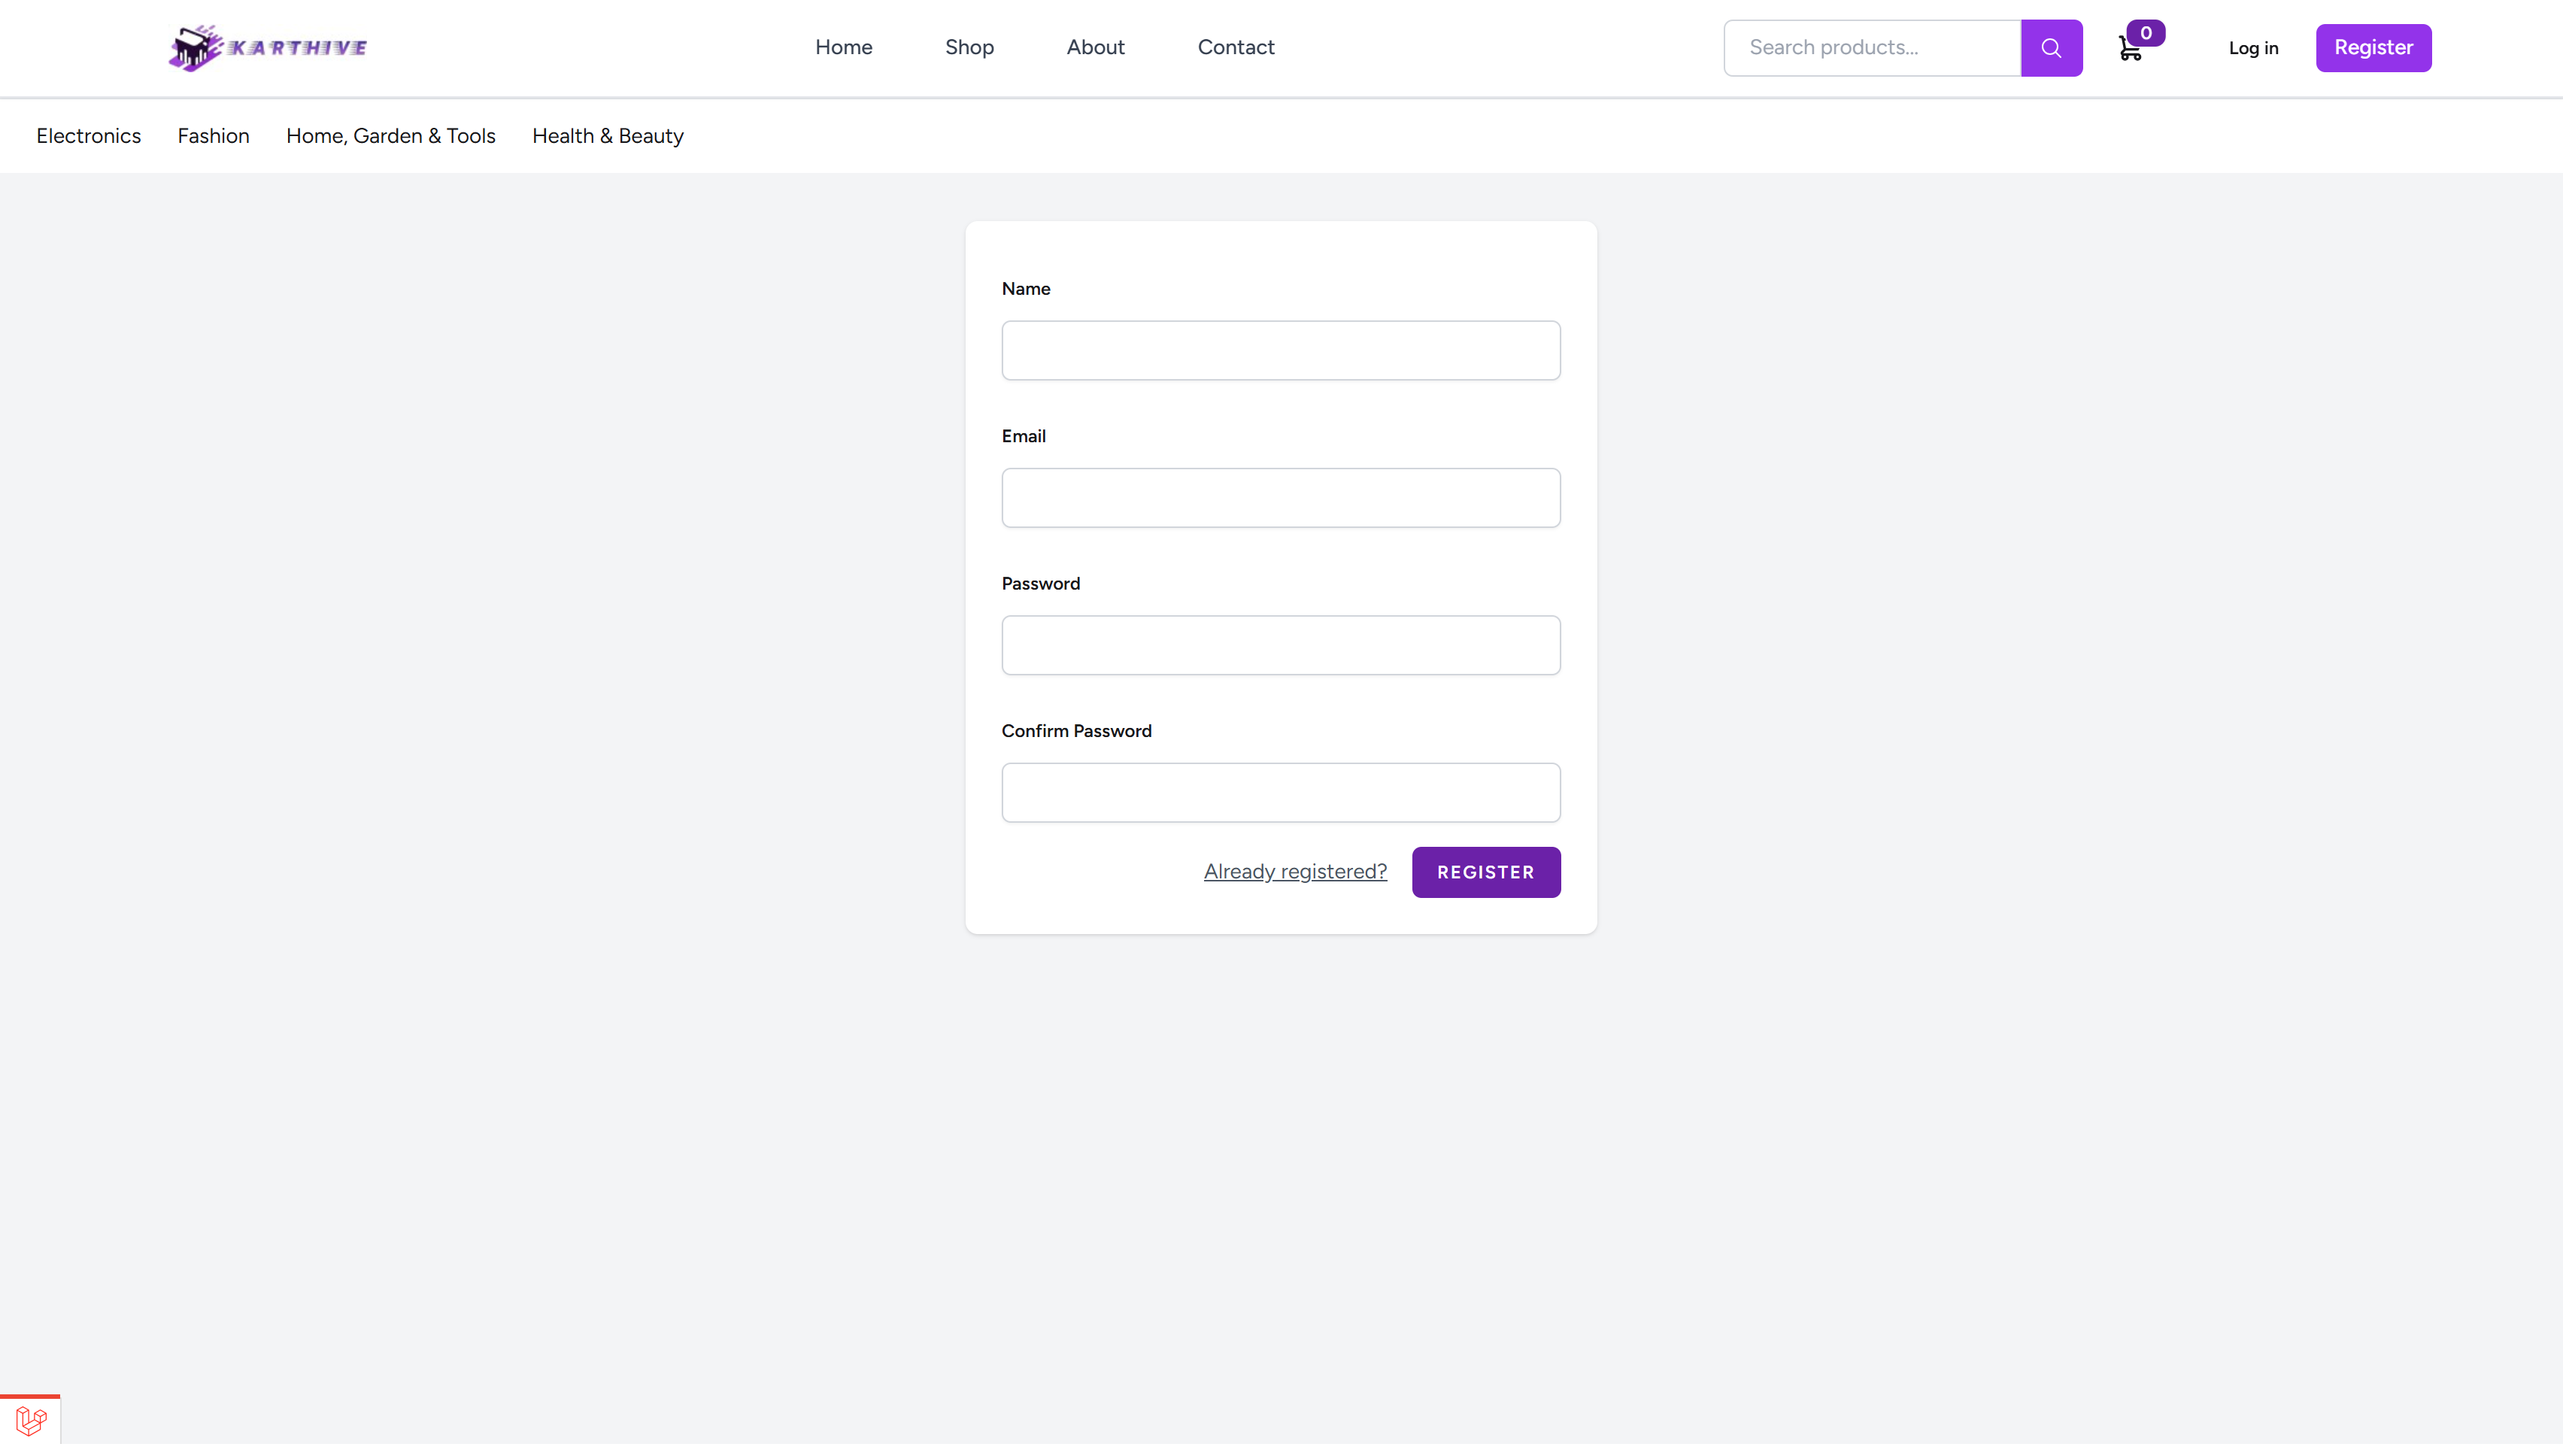 KARTHIVE
Home Shop About Contact
Search products...
0
Log in
Register
Electronics Fashion Home, Garden & Tools Health & Beauty
Name
Email
Password
Confirm Password
Already registered?
REGISTER